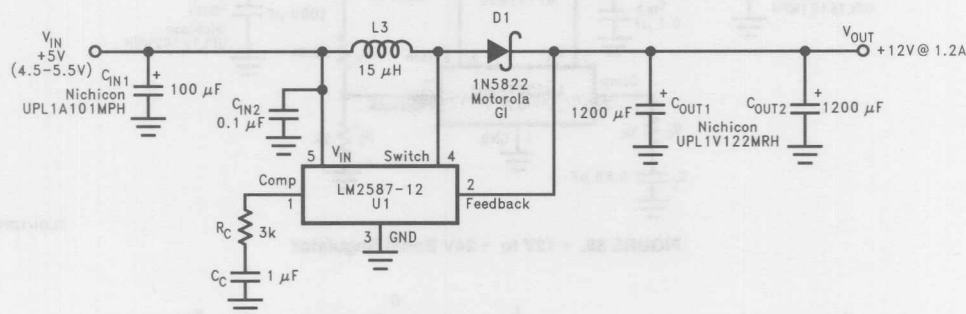 V_IN
+5V
(4.5-5.5V)
C_IN1
Nichicon
UPL1A101MPH
+
100 μF
C_IN2
0.1 μF
L3
15 μH
D1
1N5822
Motorola
GI
V_OUT
+12V @ 1.2A
+
C_OUT1
1200 μF
Nichicon
UPL1V122MRH
+
C_OUT2
1200 μF
5
V_IN
Switch
4
Comp
1
LM2587-12
U1
2
Feedback
3
GND
R_C
3k
C_C
1 μF